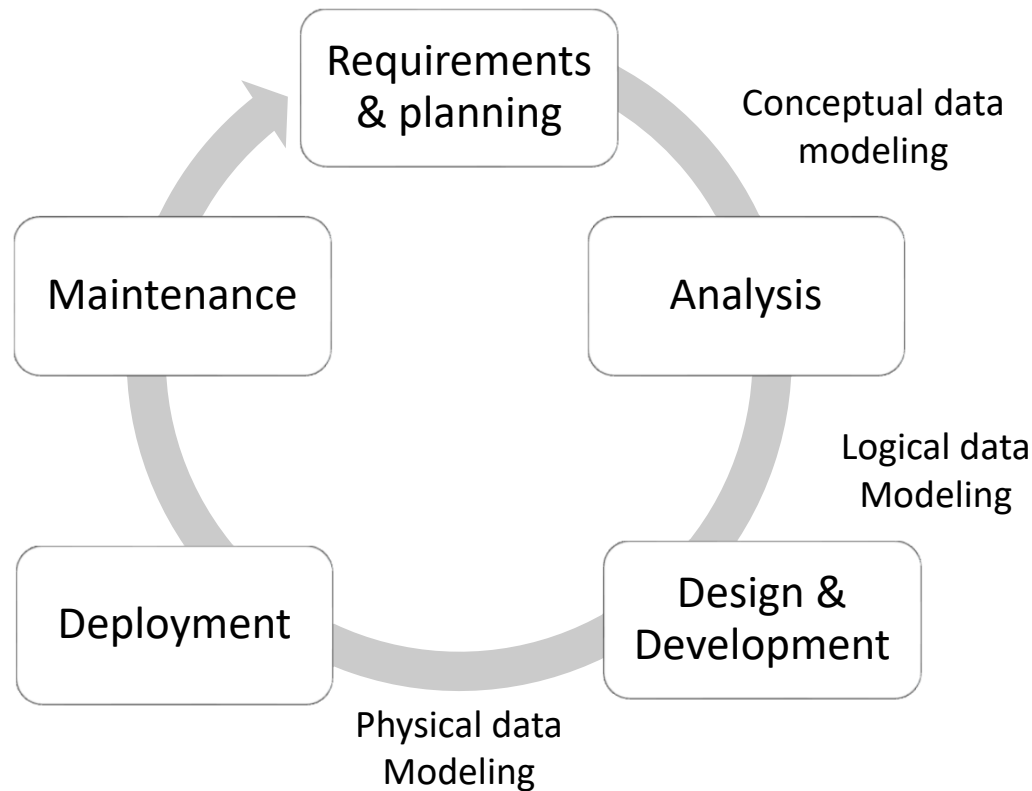 Requirements
& planning
Conceptual data
modeling
Maintenance
Analysis
Logical data
Modeling
Deployment
Design &
Development
Physical data
Modeling